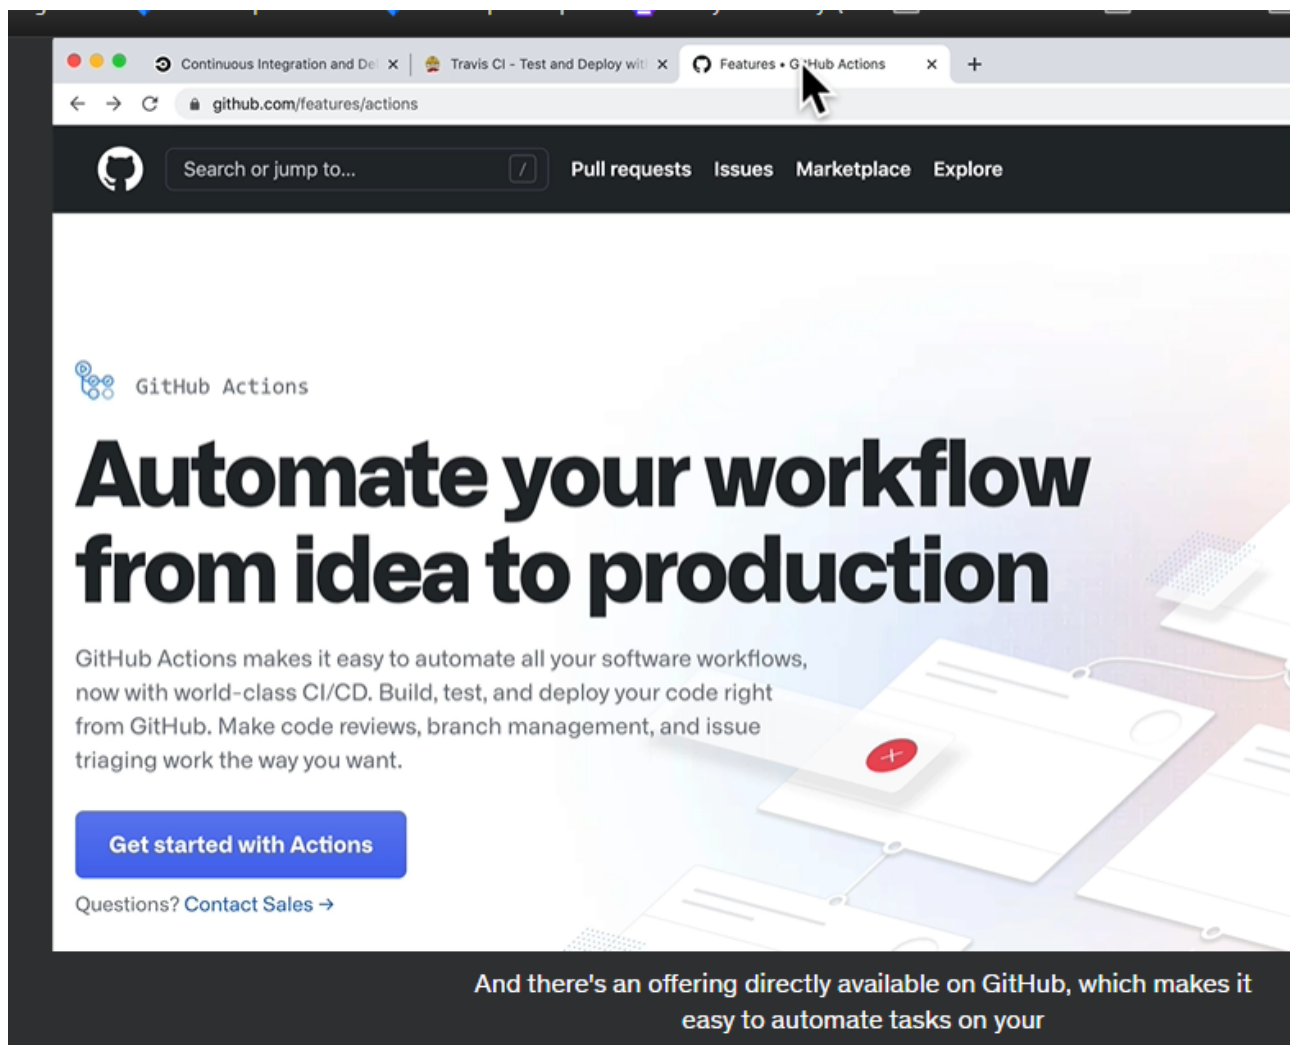 Continuous Integration and De
Travis CI - Test and Deploy wit
Features • GitHub Actions
github.com/features/actions
Search or jump to...
/
Pull requests
Issues
Marketplace
Explore
GitHub Actions
Automate your workflow
from idea to production
GitHub Actions makes it easy to automate all your software workflows,
now with world-class CI/CD. Build, test, and deploy your code right
from GitHub. Make code reviews, branch management, and issue
triaging work the way you want.
Get started with Actions
Questions? Contact Sales →
And there's an offering directly available on GitHub, which makes it
easy to automate tasks on your